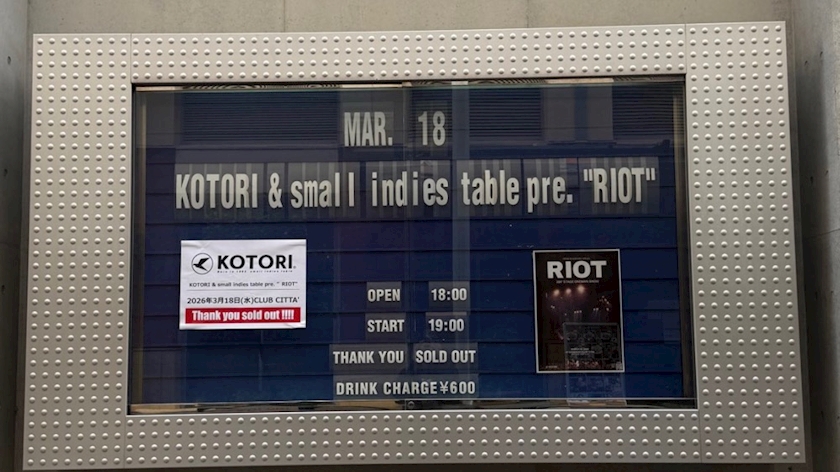 MAR. 18
KOTORI & small indies table pre. "RIOT"
KOTORI
KOTORI & small indies table pre. " RIOT"
2026年3月18日(水)CLUB CITTA'
Thank you sold out !!!!
RIOT
OPEN 18:00
START 19:00
THANK YOU SOLD OUT
DRINK CHARGE¥600